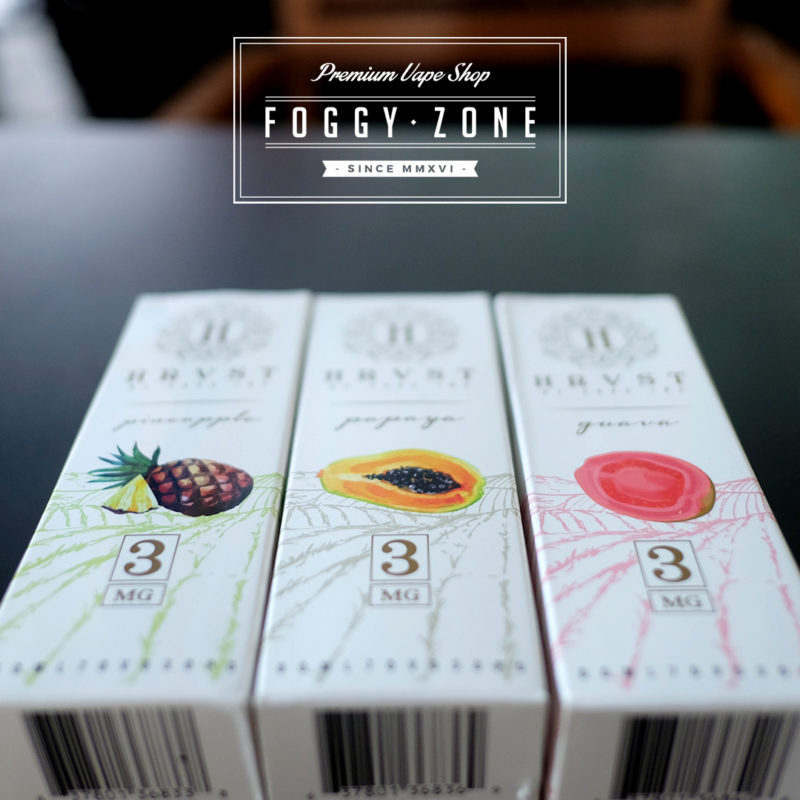 Premium Vape Shop
FOGGY · ZONE
- SINCE MMXVI -
H
HRVST
pineapple
3
MG
H
HRVST
papaya
3
MG
H
HRVST
guava
3
MG